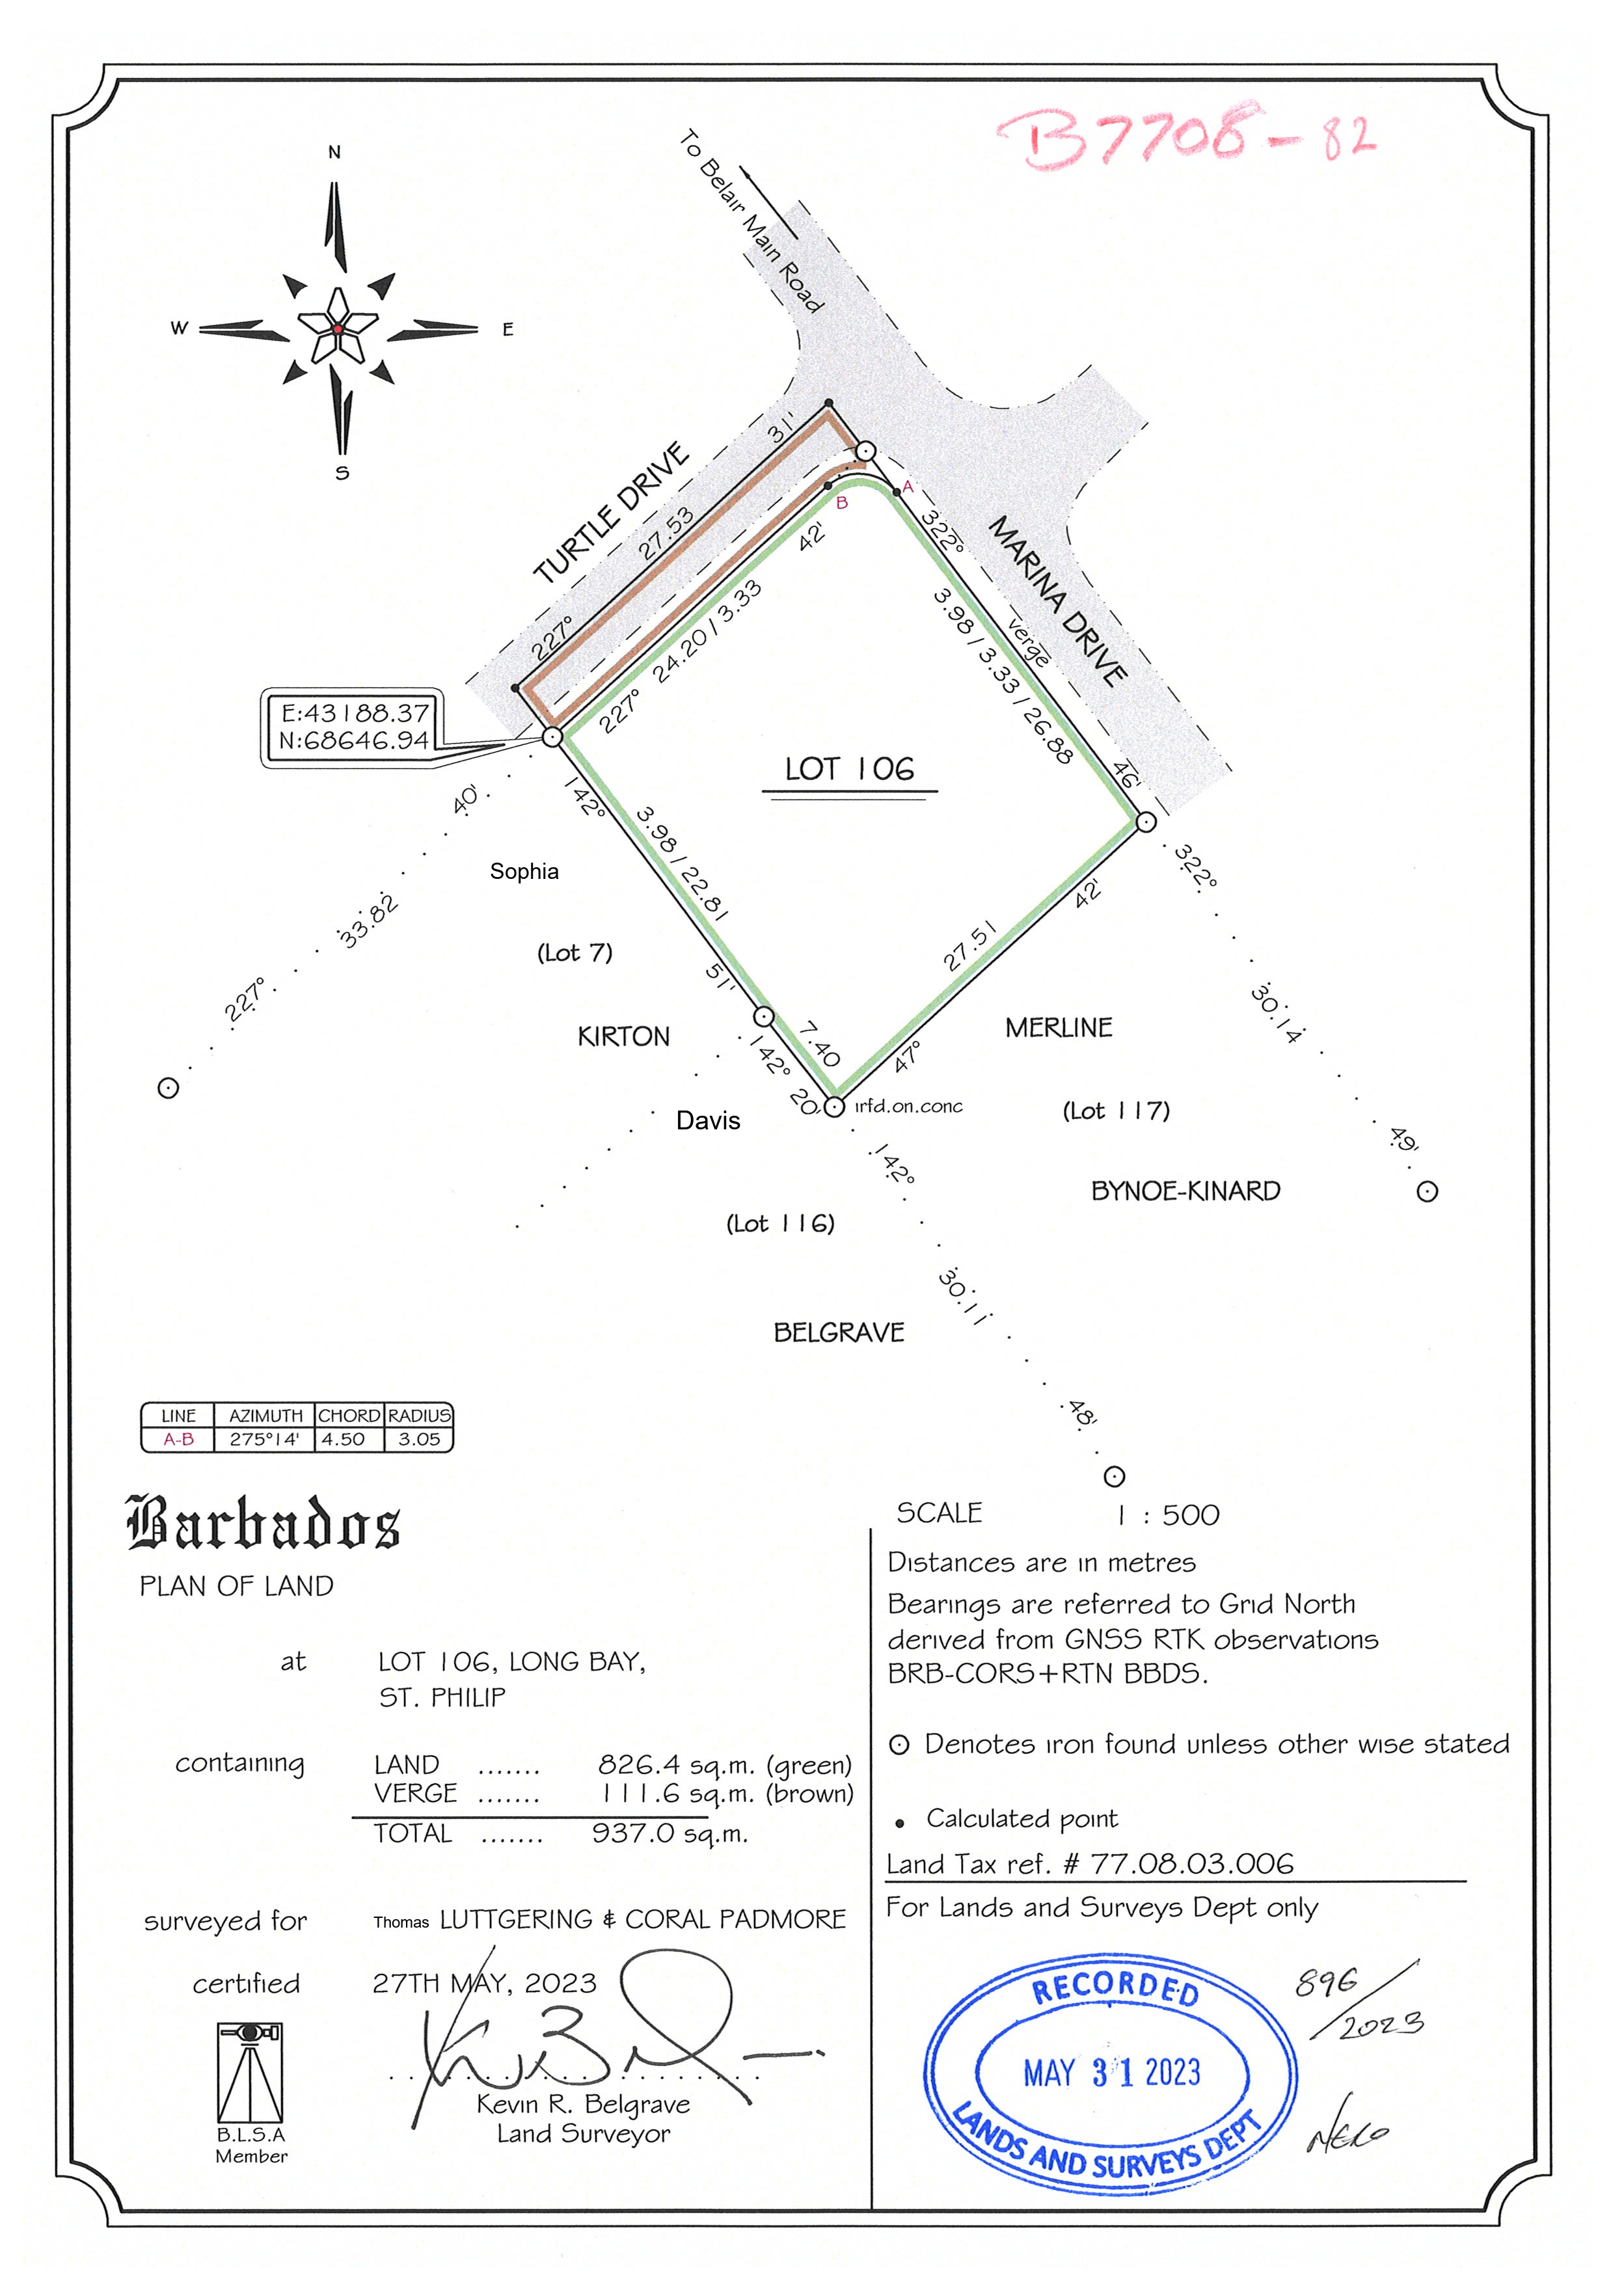 B7708-82
N
W
E
S
To Belair Main Road
TURTLE DRIVE
MARINA DRIVE
verge
31'
27.53
227°
A
B
42'
24.20 / 3.33
227°
322°
3.98 / 3.33 / 26.88
46'
E:43188.37
N:68646.94
LOT 106
142°
3.98 / 22.81
51'
40'
33.82
227°
Sophia
(Lot 7)
KIRTON
7.40
142°
20'
irfd.on.conc
42'
27.51
47°
322°
30.14
49'
MERLINE
(Lot 117)
BYNOE-KINARD
Davis
(Lot 116)
BELGRAVE
142°
30.11
48'
LINE AZIMUTH CHORD RADIUS
A-B 275°14' 4.50 3.05
Barbados
PLAN OF LAND
at LOT 106, LONG BAY,
ST. PHILIP
containing LAND ....... 826.4 sq.m. (green)
VERGE ....... 111.6 sq.m. (brown)
TOTAL ....... 937.0 sq.m.
surveyed for Thomas LUTTGERING & CORAL PADMORE
certified 27TH MAY, 2023
Kevin R. Belgrave
Land Surveyor
B.L.S.A
Member
SCALE 1 : 500
Distances are in metres
Bearings are referred to Grid North
derived from GNSS RTK observations
BRB-CORS+RTN BBDS.
Denotes iron found unless other wise stated
Calculated point
Land Tax ref. # 77.08.03.006
For Lands and Surveys Dept only
RECORDED
MAY 31 2023
LANDS AND SURVEYS DEPT
896/2023